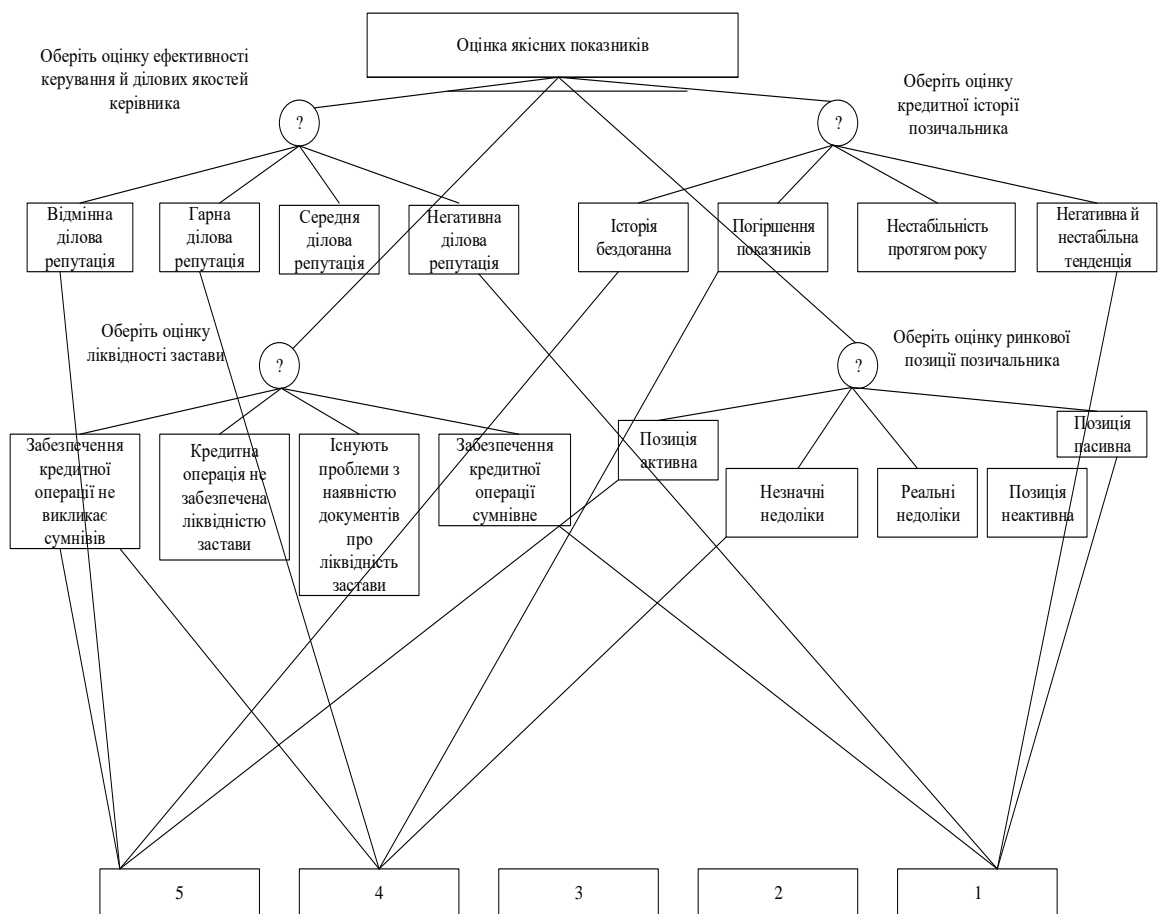 Оцінка якісних показників
Оберіть оцінку ефективності
керування й ділових якостей
керівника
Оберіть оцінку
кредитної історії
позичальника
?
?
Відмінна
ділова
репутація
Гарна
ділова
репутація
Середня
ділова
репутація
Негативна
ділова
репутація
Історія
бездоганна
Погіршення
показників
Нестабільність
протягом року
Негативна й
нестабільна
тенденція
Оберіть оцінку
ліквідності застави
Оберіть оцінку ринкової
позиції позичальника
?
?
Забезпечення
кредитної
операції не
викликає
сумнівів
Кредитна
операція не
забезпечена
ліквідністю
застави
Існують
проблеми з
наявністю
документів
про
ліквідність
застави
Забезпечення
кредитної
операції
сумнівне
Позиція
активна
Незначні
недоліки
Реальні
недоліки
Позиція
неактивна
Позиція
пасивна
5
4
3
2
1